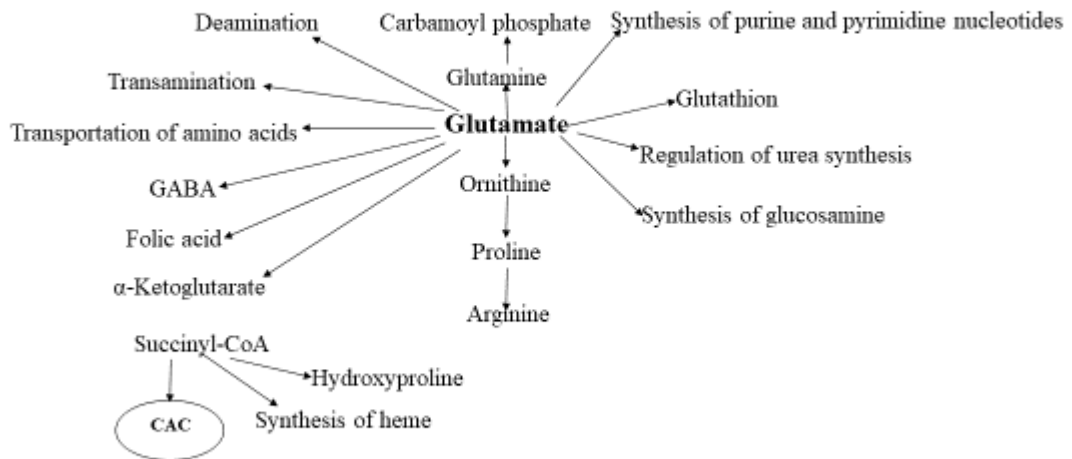 Deamination
Carbamoyl phosphate
Synthesis of purine and pyrimidine nucleotides
Glutamine
Transamination
Glutathion
Glutamate
Transportation of amino acids
Regulation of urea synthesis
GABA
Ornithine
Synthesis of glucosamine
Folic acid
Proline
α-Ketoglutarate
Arginine
Succinyl-CoA
Hydroxyproline
CAC
Synthesis of heme